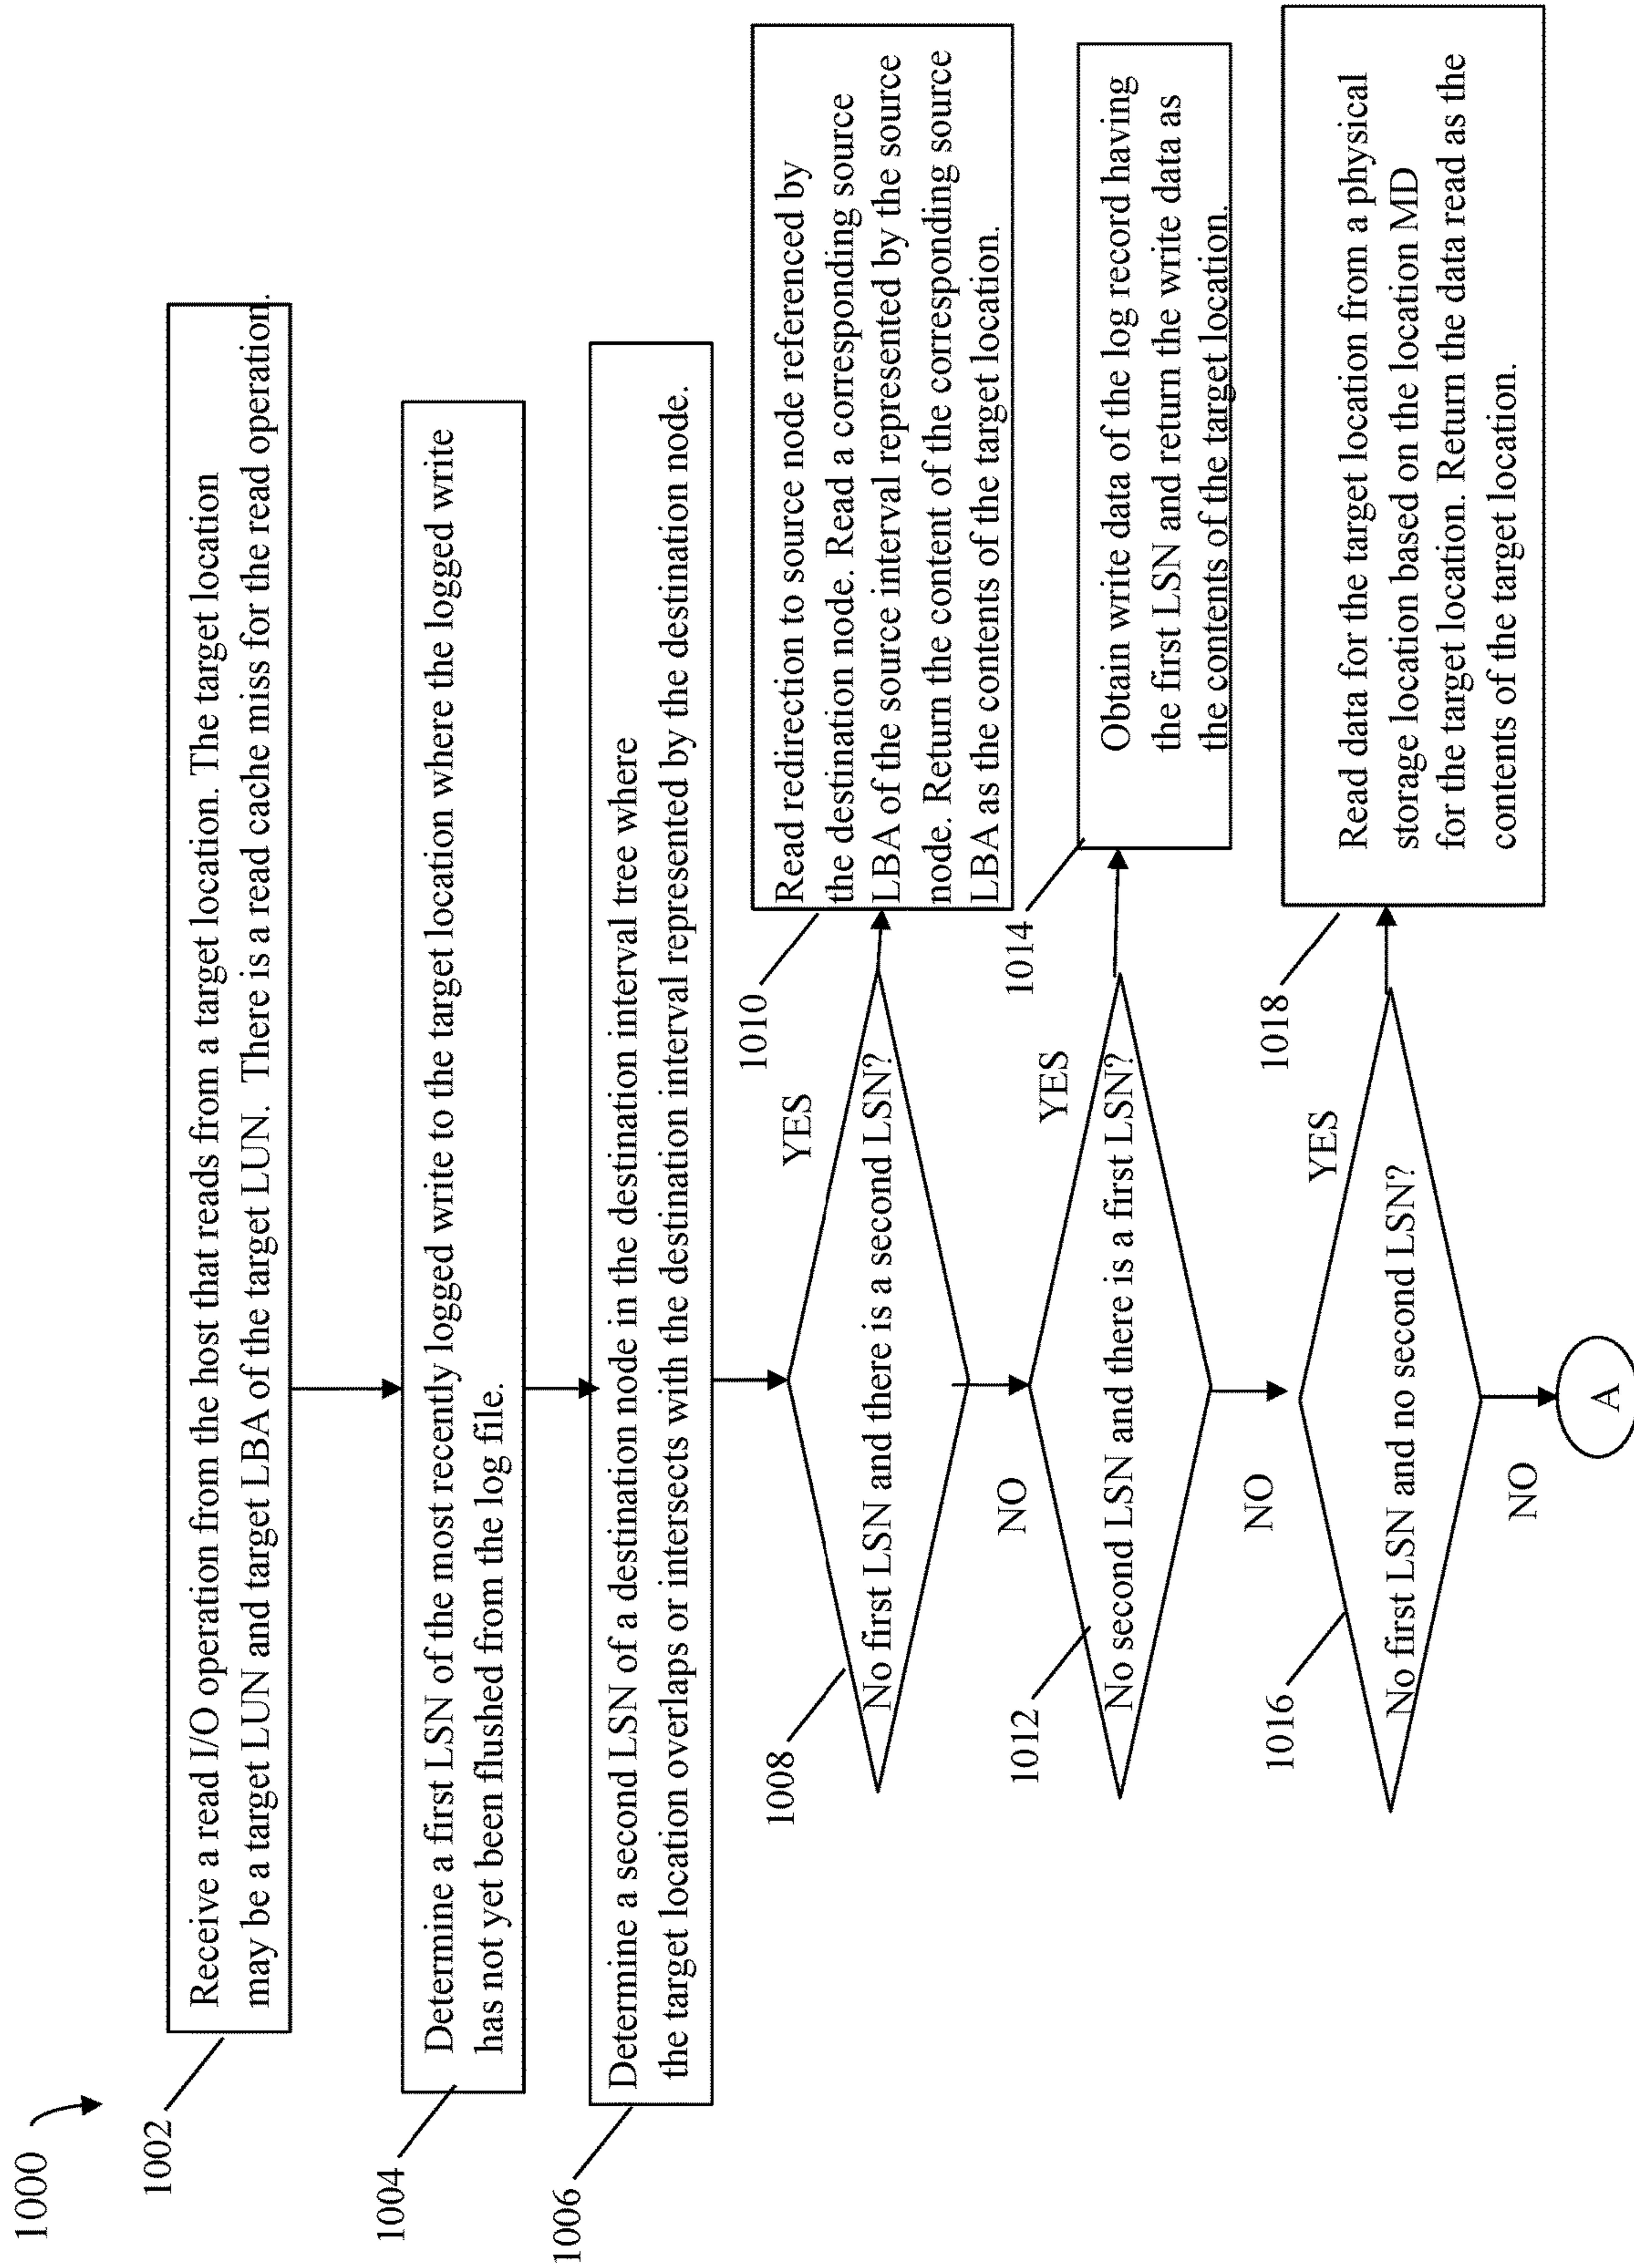 1000
1002
Receive a read I/O operation from the host that reads from a target location. The target location
may be a target LUN and target LBA of the target LUN. There is a read cache miss for the read operation.
1004
Determine a first LSN of the most recently logged write to the target location where the logged write
has not yet been flushed from the log file.
1006
Determine a second LSN of a destination node in the destination interval tree where
the target location overlaps or intersects with the destination interval represented by the destination node.
1008
No first LSN and there is a second LSN?
YES
1010
Read redirection to source node referenced by
the destination node. Read a corresponding source
LBA of the source interval represented by the source
node. Return the content of the corresponding source
LBA as the contents of the target location.
NO
1012
No second LSN and there is a first LSN?
YES
1014
Obtain write data of the log record having
the first LSN and return the write data as
the contents of the target location.
NO
1016
No first LSN and no second LSN?
YES
1018
Read data for the target location from a physical
storage location based on the location MD
for the target location. Return the data read as the
contents of the target location.
NO
A